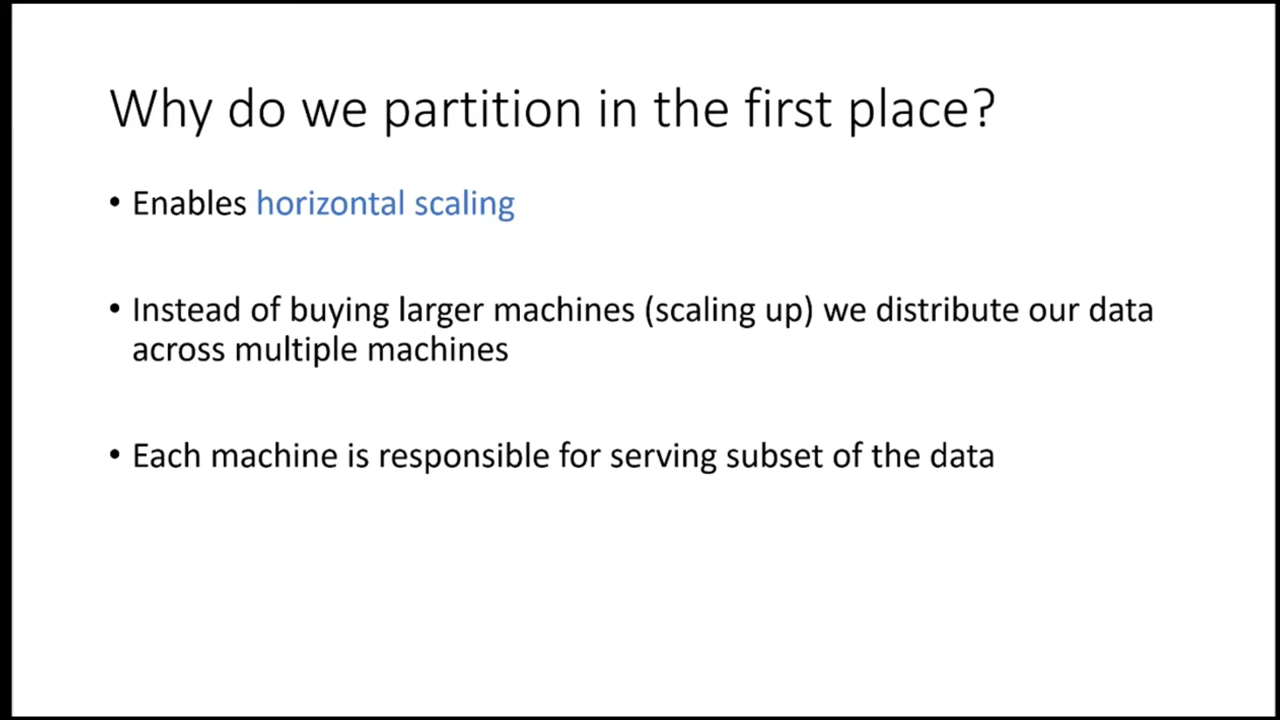 Why do we partition in the first place?
• Enables horizontal scaling
• Instead of buying larger machines (scaling up) we distribute our data
across multiple machines
• Each machine is responsible for serving subset of the data